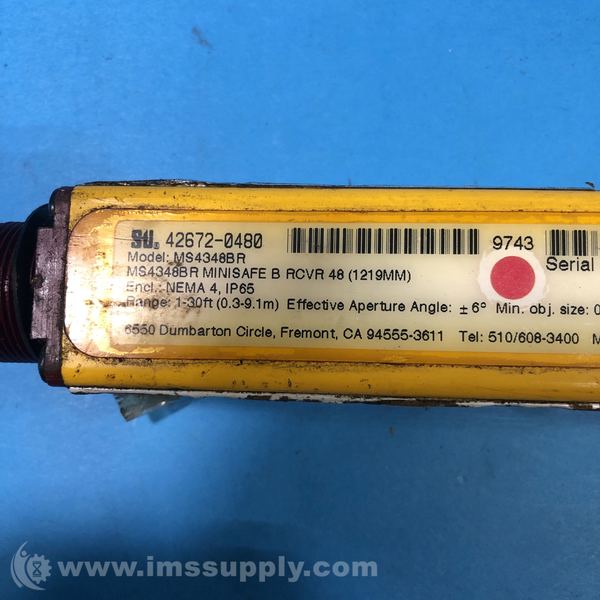 STI. 42672-0480
9743
Model: MS4348BR
Serial
MS4348BR MINISAFE B RCVR 48 (1219MM)
Encl.: NEMA 4, IP65
Range: 1-30ft (0.3-9.1m) Effective Aperture Angle: ± 6° Min. obj. size: 0
6550 Dumbarton Circle, Fremont, CA 94555-3611 Tel: 510/608-3400 M
www.imssupply.com/